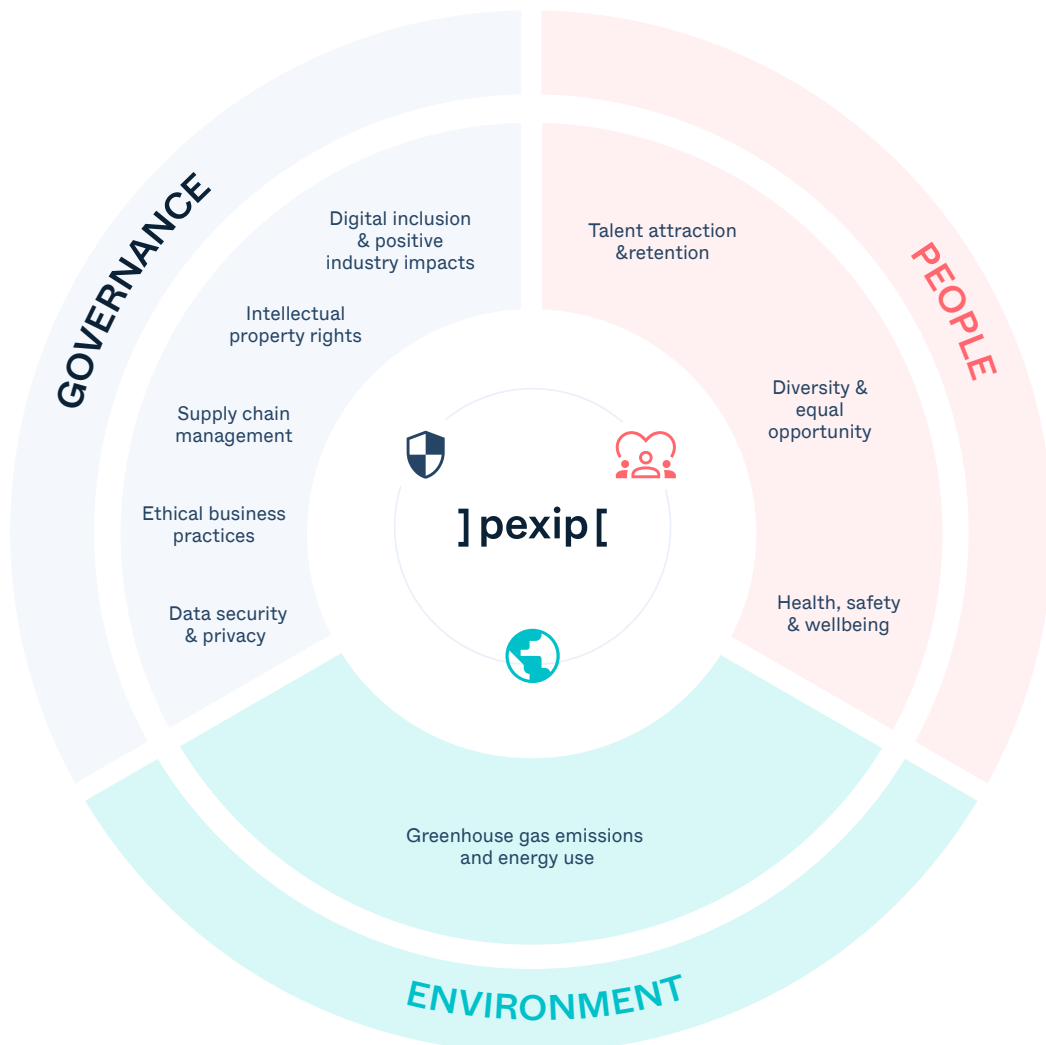 GOVERNANCE
Digital inclusion
& positive
industry impacts
Intellectual
property rights
Supply chain
management
Ethical business
practices
Data security
& privacy
PEOPLE
Talent attraction
&retention
Diversity &
equal
opportunity
Health, safety
& wellbeing
]pexip[
Greenhouse gas emissions
and energy use
ENVIRONMENT